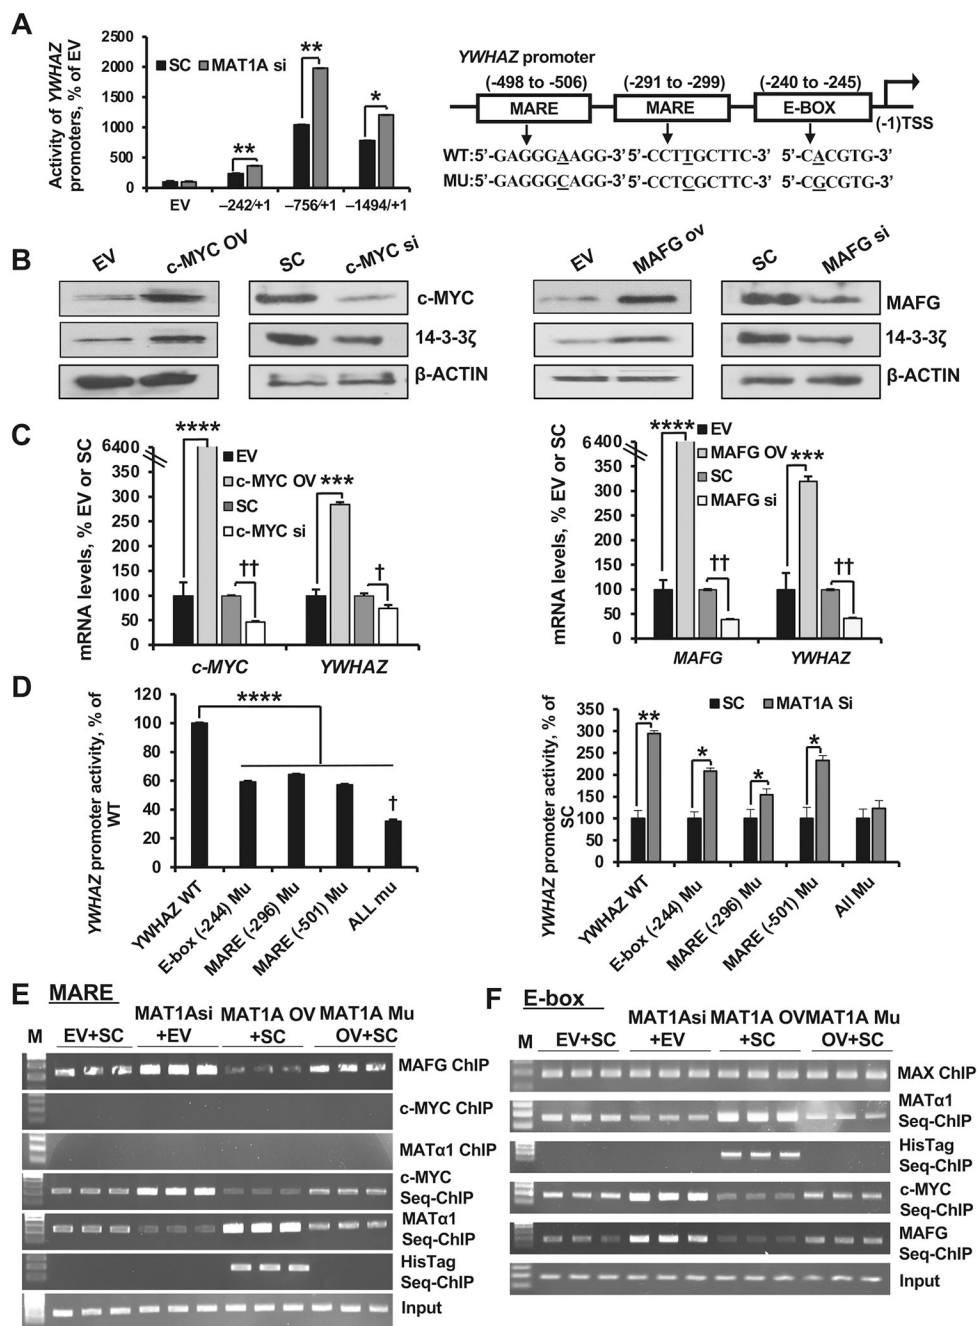 A
Activity of YWHAZ promoters, % of EV
2500
2000
1500
1000
500
0
SC
MAT1A si
**
**
*
EV
–242/+1
–756/+1
–1494/+1
YWHAZ promoter
(-498 to -506)
(-291 to -299)
(-240 to -245)
MARE
MARE
E-BOX
(-1)TSS
WT:5’-GAGGGAAGG-3’ 5’-CCTTGCTTC-3’ 5’-CACGTG-3’
MU:5’-GAGGGCAGG-3’ 5’-CCTCGCTTC-3’ 5’-CGCGTG-3’
B
EV
c-MYC OV
SC
c-MYC si
c-MYC
14-3-3ζ
β-ACTIN
EV
MAFG ov
SC
MAFG si
MAFG
14-3-3ζ
β-ACTIN
C
mRNA levels, % EV or SC
6400
350
300
250
200
150
100
50
0
****
***
††
†
EV
c-MYC OV
SC
c-MYC si
c-MYC
YWHAZ
mRNA levels, % EV or SC
6400
350
300
250
200
150
100
50
0
****
***
††
††
EV
MAFG OV
SC
MAFG si
MAFG
YWHAZ
D
YWHAZ promoter activity, % of WT
120
100
80
60
40
20
0
****
†
YWHAZ WT
E-box (-244) Mu
MARE (-296) Mu
MARE (-501) Mu
ALL mu
YWHAZ promoter activity, % of SC
350
300
250
200
150
100
50
0
SC
MAT1A Si
**
*
*
*
YWHAZ WT
E-box (-244) Mu
MARE (-296) Mu
MARE (-501) Mu
All Mu
E
MARE
M
EV+SC
MAT1Asi +EV
MAT1A OV +SC
MAT1A Mu OV+SC
MAFG ChIP
c-MYC ChIP
MATα1 ChIP
c-MYC Seq-ChIP
MATα1 Seq-ChIP
HisTag Seq-ChIP
Input
F
E-box
M
EV+SC
MAT1Asi +EV
MAT1A OV +SC
MAT1A Mu OV+SC
MAX ChIP
MATα1 Seq-ChIP
HisTag Seq-ChIP
c-MYC Seq-ChIP
MAFG Seq-ChIP
Input